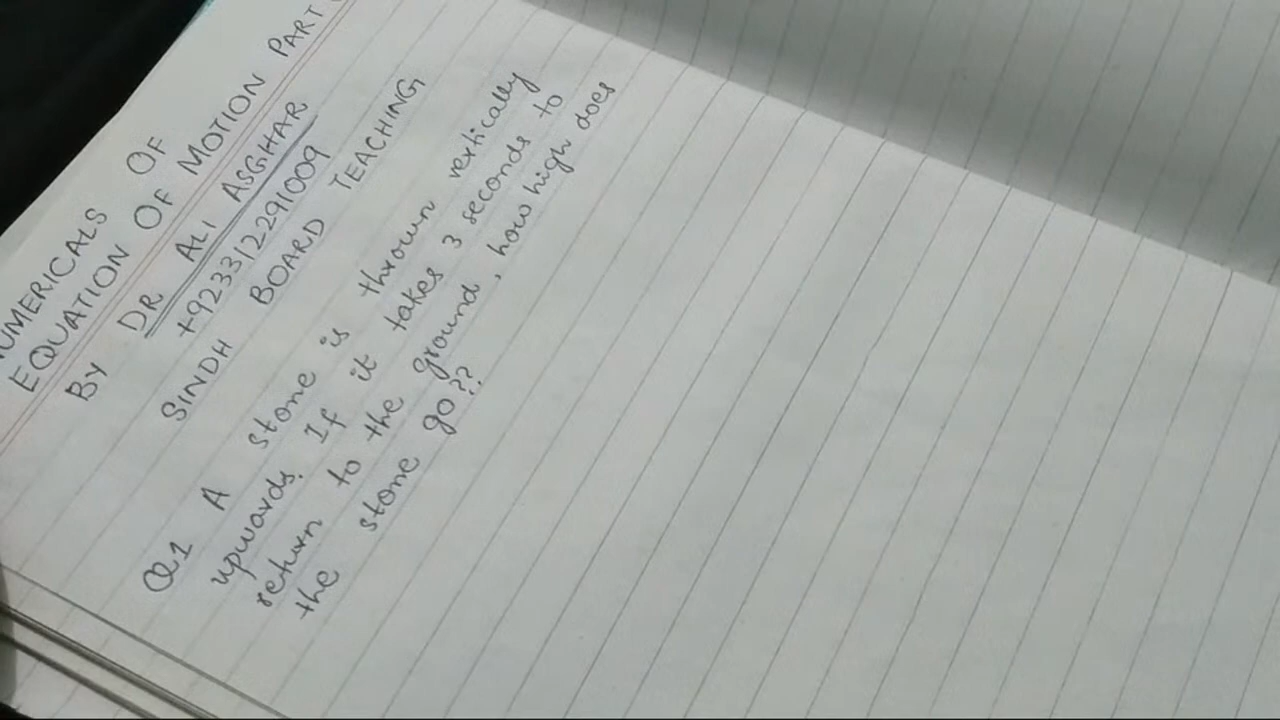 NUMERICALS OF
EQUATION OF MOTION PART
BY DR ALI ASGHAR
+923312291009
SINDH BOARD TEACHING
Q1 A stone is thrown vertically
upwards. If it takes 3 seconds to
return to the ground, how high does
the stone go??